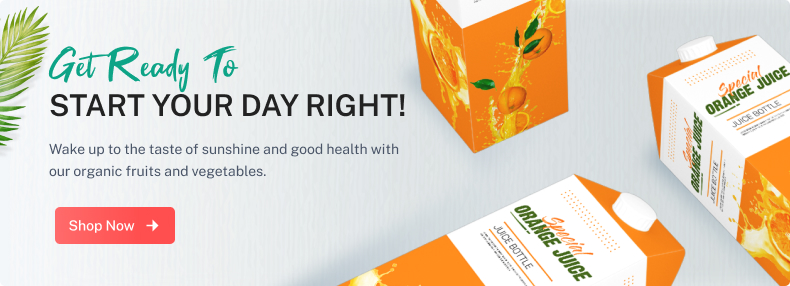 Get Ready To
START YOUR DAY RIGHT!
Wake up to the taste of sunshine and good health with
our organic fruits and vegetables.
Shop Now
Special
ORANGE JUICE
JUICE BOTTLE
Special
ORANGE JUICE
JUICE BOTTLE
Special
ORANGE JUICE
JUICE BOTTLE